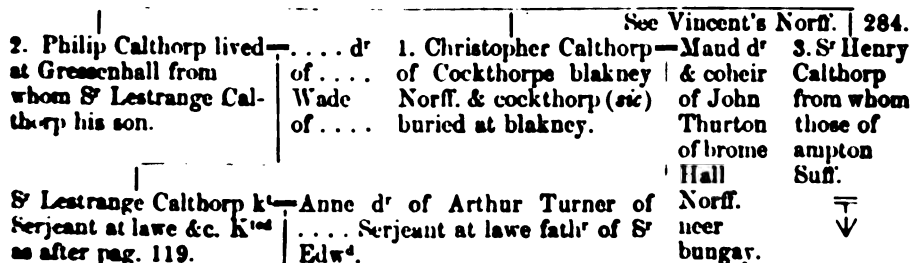 See Vincent's Norff. 284.
2. Philip Calthorp lived
at Gressenhall from
whom Sr Lestrange Cal-
thorp his son.
. . . . dr
of . . . .
Wade
of . . . .
1. Christopher Calthorp
of Cockthorpe blakney
Norff. & cockthorp (sic)
buried at blakney.
Maud dr
& coheir
of John
Thurton
of brome
Hall
Norff.
neer
bungay.
3. Sr Henry
Calthorp
from whom
those of
ampton
Suff.
Sr Lestrange Calthorp kt
Serjeant at lawe &c. Kted
as after pag. 119.
Anne dr of Arthur Turner of
. . . . Serjeant at lawe fathr of Sr
Edwd.